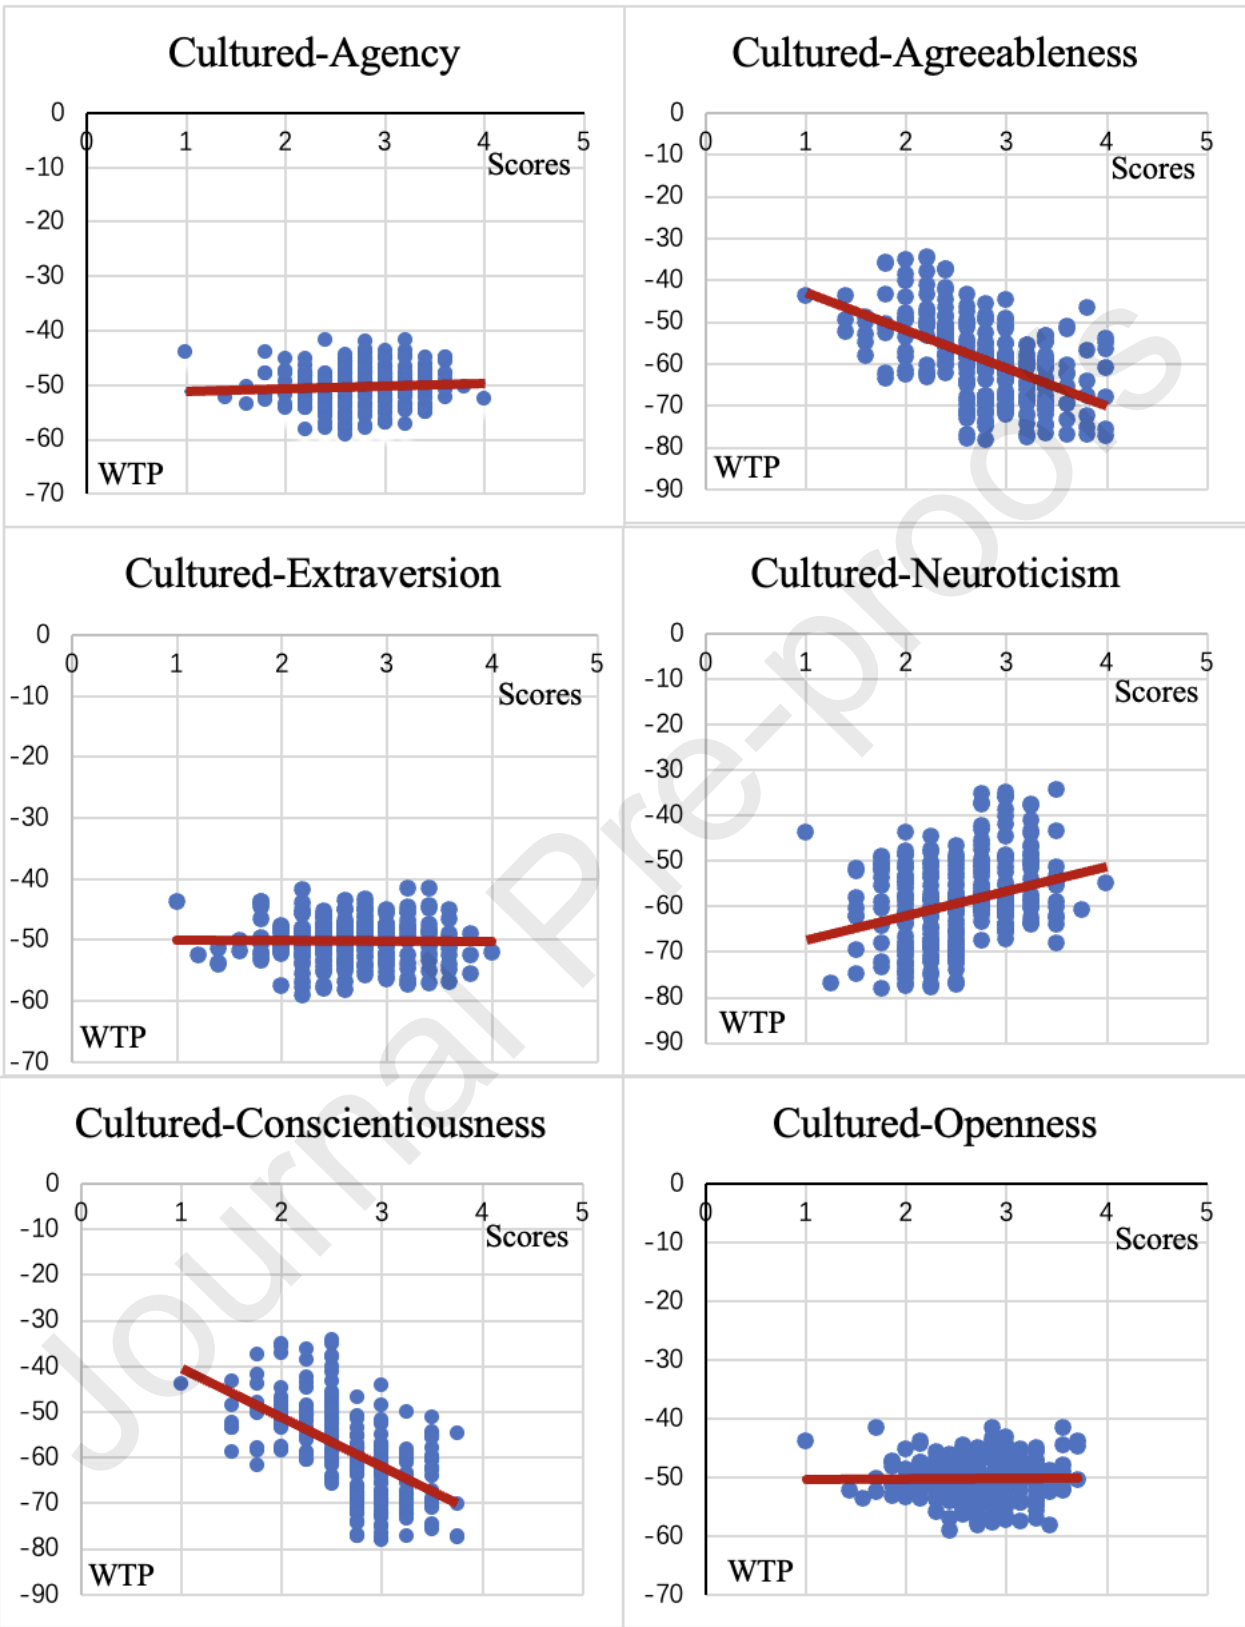 Cultured-Agency
0
0 1 2 3 4 5
Scores
-10
-20
-30
-40
-50
-60
-70
WTP
Cultured-Agreeableness
0
0 1 2 3 4 5
Scores
-10
-20
-30
-40
-50
-60
-70
-80
-90
WTP
Cultured-Extraversion
0
0 1 2 3 4 5
Scores
-10
-20
-30
-40
-50
-60
-70
WTP
Cultured-Neuroticism
0
0 1 2 3 4 5
Scores
-10
-20
-30
-40
-50
-60
-70
-80
-90
WTP
Cultured-Conscientiousness
0
0 1 2 3 4 5
Scores
-10
-20
-30
-40
-50
-60
-70
-80
-90
WTP
Cultured-Openness
0
0 1 2 3 4 5
Scores
-10
-20
-30
-40
-50
-60
-70
WTP
Journal Pre-proofs